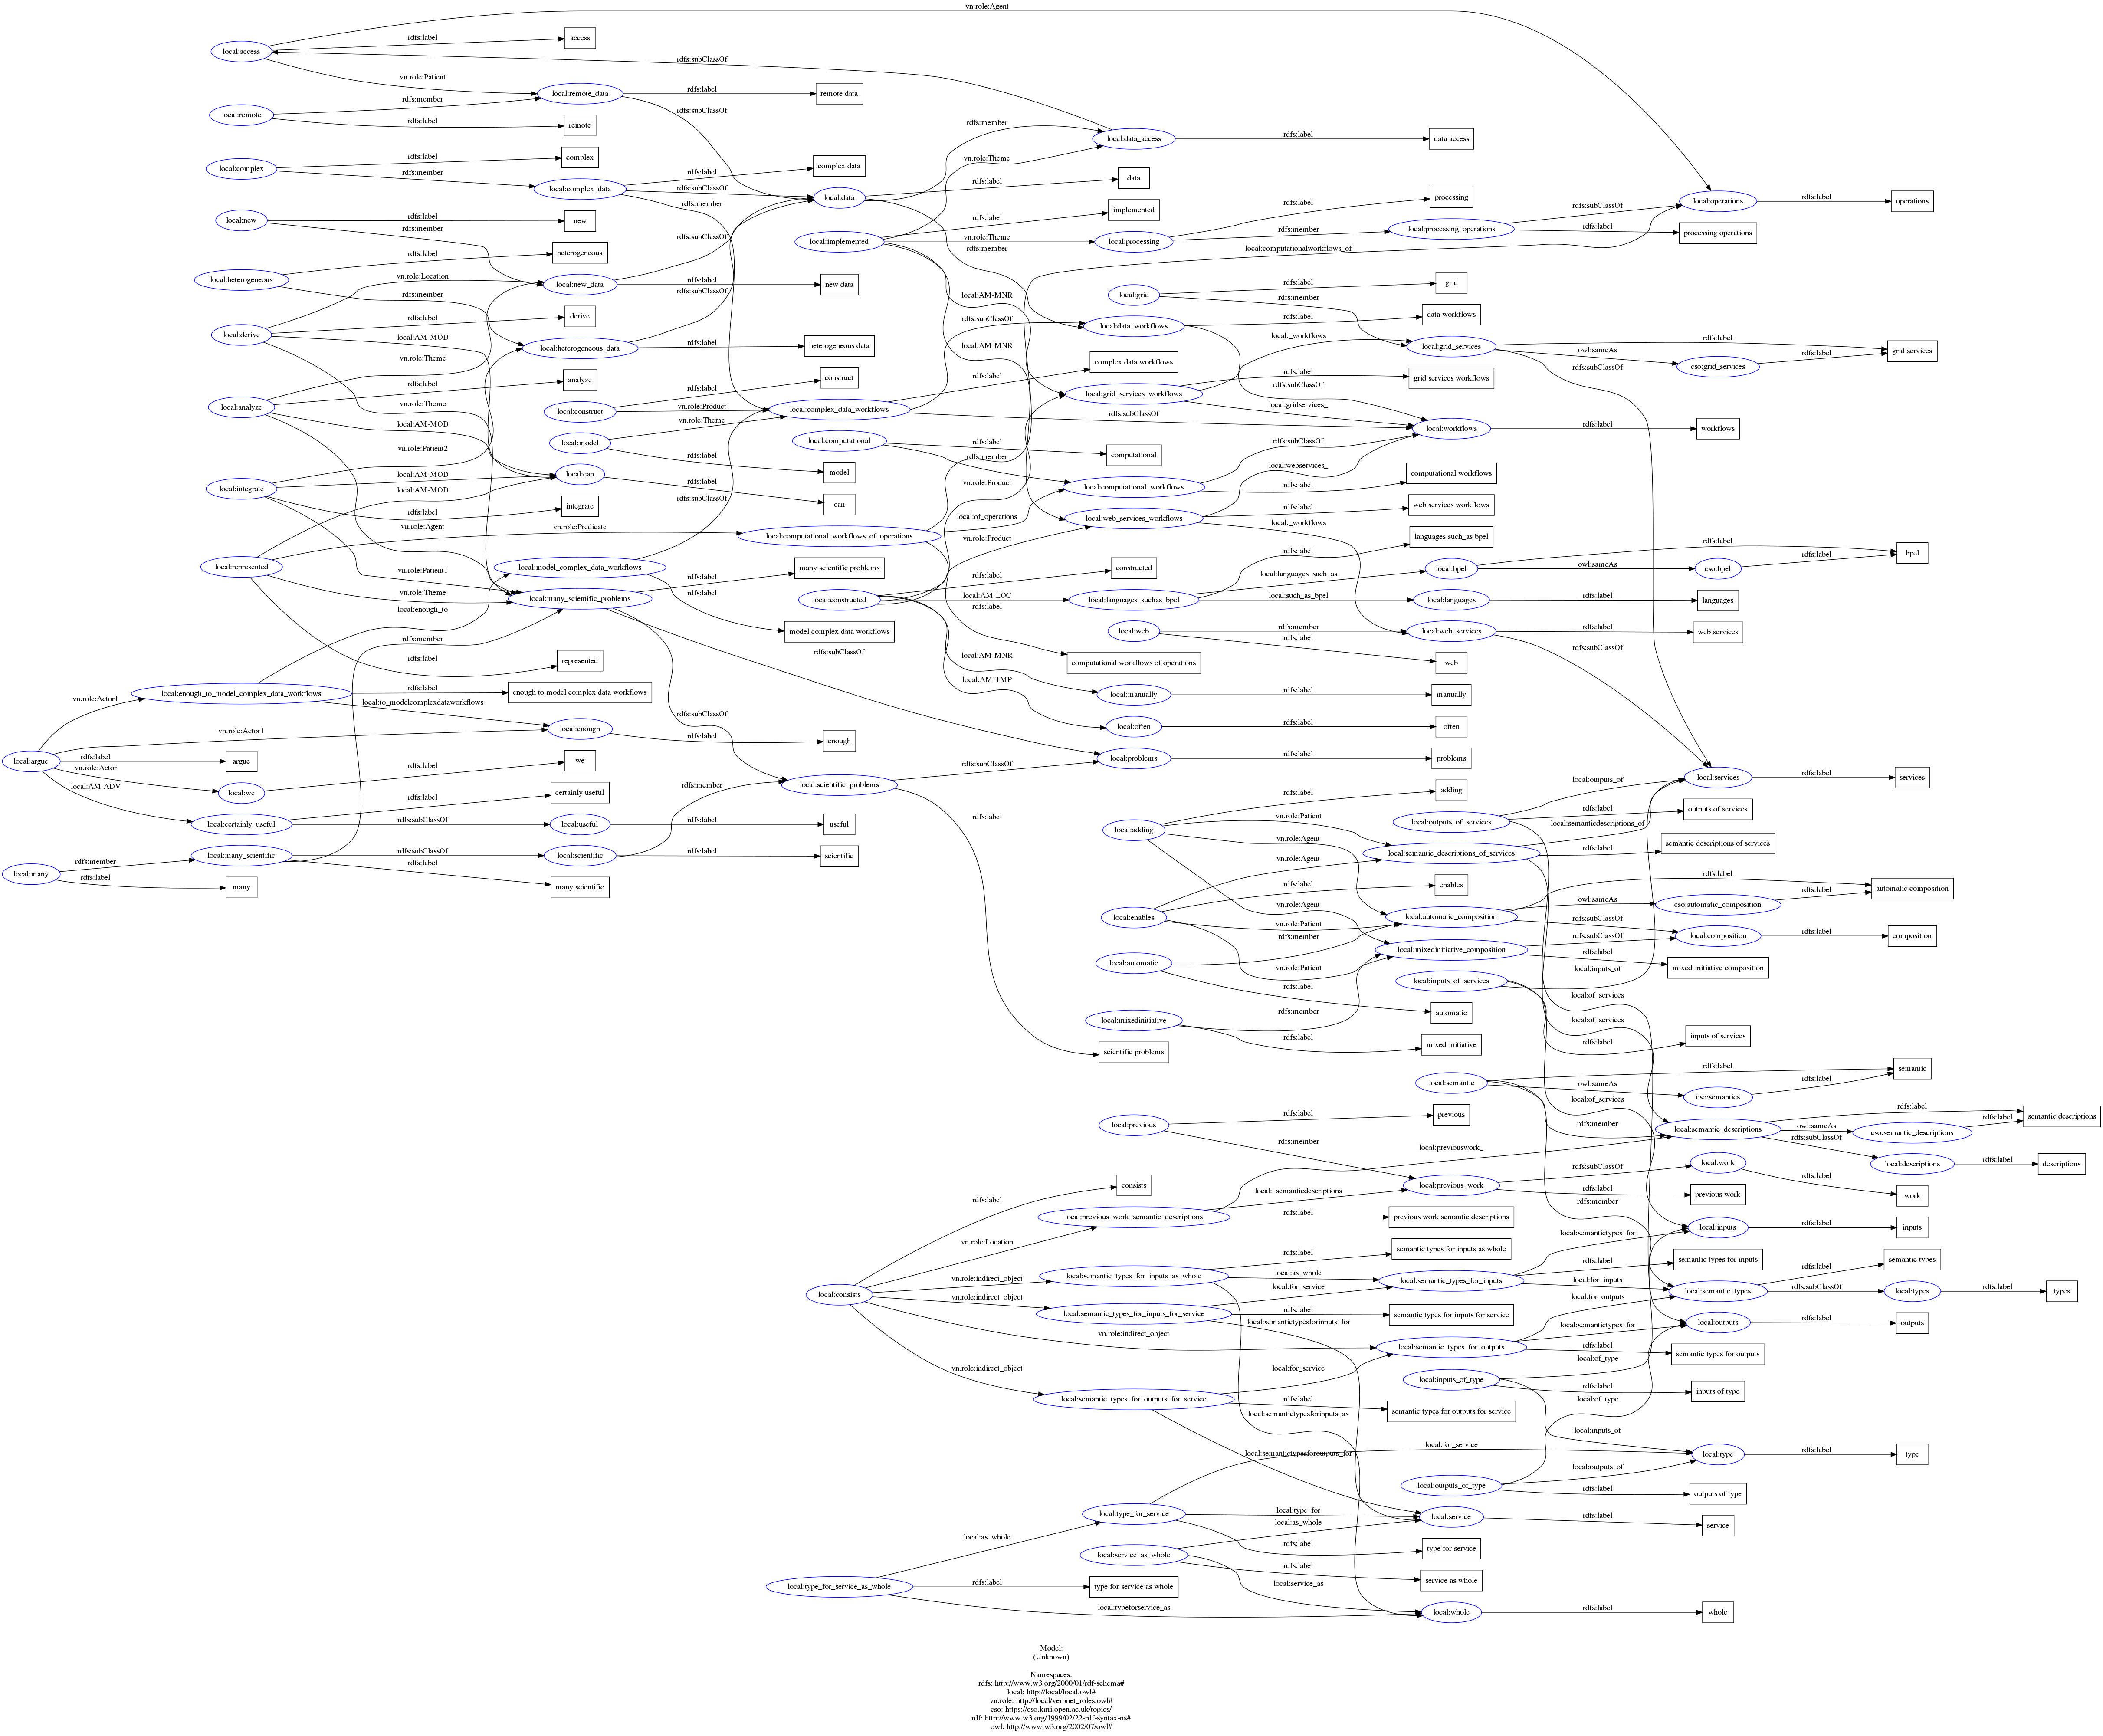 vn.role:Agent
local:access
rdfs:label
access
rdfs:subClassOf
vn.role:Patient
local:remote_data
rdfs:label
remote data
rdfs:member
local:remote
rdfs:label
remote
rdfs:subClassOf
rdfs:member
local:data_access
rdfs:label
data access
local:complex
rdfs:label
complex
rdfs:member
local:complex_data
rdfs:label
complex data
rdfs:subClassOf
rdfs:member
local:data
rdfs:label
data
vn.role:Theme
local:new
rdfs:label
new
rdfs:member
local:implemented
rdfs:label
implemented
vn.role:Theme
rdfs:member
local:processing
rdfs:label
processing
rdfs:member
local:processing_operations
rdfs:subClassOf
rdfs:label
processing operations
local:operations
rdfs:label
operations
local:computationalworkflows_of
local:heterogeneous
rdfs:label
heterogeneous
rdfs:member
vn.role:Location
local:new_data
rdfs:subClassOf
rdfs:label
new data
rdfs:subClassOf
local:derive
rdfs:label
derive
local:AM-MOD
vn.role:Theme
local:heterogeneous_data
rdfs:label
heterogeneous data
local:AM-MNR
local:AM-MNR
local:grid
rdfs:label
grid
rdfs:member
local:data_workflows
rdfs:label
data workflows
rdfs:subClassOf
local:_workflows
local:grid_services
rdfs:label
grid services
owl:sameAs
cso:grid_services
rdfs:label
rdfs:subClassOf
local:analyze
rdfs:label
analyze
vn.role:Theme
local:AM-MOD
local:construct
rdfs:label
construct
vn.role:Product
local:complex_data_workflows
rdfs:label
complex data workflows
rdfs:subClassOf
local:grid_services_workflows
rdfs:label
grid services workflows
rdfs:subClassOf
local:gridservices_
local:workflows
rdfs:label
workflows
local:model
vn.role:Theme
rdfs:label
model
local:computational
rdfs:label
computational
rdfs:member
rdfs:subClassOf
local:webservices_
vn.role:Patient2
local:integrate
local:AM-MOD
local:can
rdfs:label
can
local:AM-MOD
rdfs:label
integrate
rdfs:subClassOf
vn.role:Product
local:computational_workflows
rdfs:label
computational workflows
vn.role:Agent
vn.role:Predicate
local:computational_workflows_of_operations
local:of_operations
local:web_services_workflows
rdfs:label
web services workflows
local:_workflows
vn.role:Product
local:represented
vn.role:Patient1
vn.role:Theme
local:model_complex_data_workflows
rdfs:label
many scientific problems
rdfs:label
rdfs:label
constructed
rdfs:label
languages such_as bpel
local:languages_such_as
local:bpel
rdfs:label
bpel
owl:sameAs
cso:bpel
rdfs:label
local:many_scientific_problems
local:enough_to
local:constructed
local:AM-LOC
rdfs:label
local:languages_suchas_bpel
local:such_as_bpel
local:languages
rdfs:label
languages
model complex data workflows
rdfs:member
rdfs:label
represented
rdfs:subClassOf
local:AM-MNR
computational workflows of operations
local:web
rdfs:member
rdfs:label
web
local:web_services
rdfs:label
web services
rdfs:subClassOf
local:AM-TMP
local:manually
rdfs:label
manually
local:often
rdfs:label
often
vn.role:Actor1
local:enough_to_model_complex_data_workflows
rdfs:label
enough to model complex data workflows
local:to_modelcomplexdataworkflows
rdfs:subClassOf
vn.role:Actor1
local:enough
rdfs:label
enough
local:argue
rdfs:label
argue
vn.role:Actor
local:AM-ADV
local:we
rdfs:label
we
rdfs:subClassOf
local:problems
rdfs:label
problems
local:scientific_problems
rdfs:member
rdfs:label
local:certainly_useful
rdfs:label
certainly useful
rdfs:subClassOf
local:useful
rdfs:label
useful
local:many
rdfs:member
rdfs:label
many
local:many_scientific
rdfs:subClassOf
rdfs:label
many scientific
local:scientific
rdfs:label
scientific
local:services
rdfs:label
services
local:outputs_of
local:outputs_of_services
rdfs:label
outputs of services
local:semanticdescriptions_of
local:adding
rdfs:label
adding
vn.role:Patient
vn.role:Agent
vn.role:Agent
local:semantic_descriptions_of_services
rdfs:label
semantic descriptions of services
local:enables
vn.role:Agent
rdfs:label
enables
vn.role:Patient
rdfs:member
vn.role:Patient
local:automatic_composition
rdfs:label
automatic composition
owl:sameAs
cso:automatic_composition
rdfs:label
rdfs:subClassOf
local:composition
rdfs:label
composition
local:mixedinitiative_composition
rdfs:subClassOf
rdfs:label
mixed-initiative composition
local:automatic
rdfs:label
automatic
local:inputs_of_services
local:inputs_of
local:of_services
local:of_services
rdfs:label
inputs of services
local:mixedinitiative
rdfs:member
rdfs:label
mixed-initiative
scientific problems
local:semantic
rdfs:label
semantic
owl:sameAs
cso:semantics
rdfs:label
local:of_services
rdfs:member
local:previous
rdfs:label
previous
rdfs:member
local:previouswork_
local:semantic_descriptions
rdfs:label
semantic descriptions
owl:sameAs
cso:semantic_descriptions
rdfs:label
rdfs:subClassOf
local:descriptions
rdfs:label
descriptions
local:previous_work
rdfs:subClassOf
local:work
rdfs:label
work
rdfs:label
previous work
rdfs:member
rdfs:label
consists
local:_semanticdescriptions
local:previous_work_semantic_descriptions
rdfs:label
previous work semantic descriptions
vn.role:Location
local:semantictypes_for
local:inputs
rdfs:label
inputs
local:consists
vn.role:indirect_object
local:semantic_types_for_inputs_as_whole
rdfs:label
semantic types for inputs as whole
local:as_whole
local:for_service
local:semantic_types_for_inputs
rdfs:label
semantic types for inputs
local:for_inputs
local:semantic_types
rdfs:label
semantic types
rdfs:subClassOf
local:types
rdfs:label
types
vn.role:indirect_object
local:semantic_types_for_inputs_for_service
rdfs:label
semantic types for inputs for service
local:semantictypesforinputs_for
local:for_outputs
local:semantictypes_for
local:outputs
rdfs:label
outputs
vn.role:indirect_object
local:semantic_types_for_outputs
rdfs:label
semantic types for outputs
vn.role:indirect_object
local:for_service
local:inputs_of_type
local:of_type
rdfs:label
inputs of type
local:of_type
local:semantic_types_for_outputs_for_service
rdfs:label
semantic types for outputs for service
local:semantictypesforinputs_as
local:inputs_of
local:semantictypesforoutputs_for
local:for_service
local:type
rdfs:label
type
local:outputs_of
local:outputs_of_type
rdfs:label
outputs of type
local:type_for_service
local:type_for
local:service
rdfs:label
service
local:as_whole
local:as_whole
rdfs:label
type for service
local:service_as_whole
rdfs:label
service as whole
local:service_as
local:type_for_service_as_whole
rdfs:label
type for service as whole
local:typeforservice_as
local:whole
rdfs:label
whole
Model:
(Unknown)
Namespaces:
rdfs: http://www.w3.org/2000/01/rdf-schema#
local: http://local/local.owl#
vn.role: http://local/verbnet_roles.owl#
cso: https://cso.kmi.open.ac.uk/topics/
rdf: http://www.w3.org/1999/02/22-rdf-syntax-ns#
owl: http://www.w3.org/2002/07/owl#